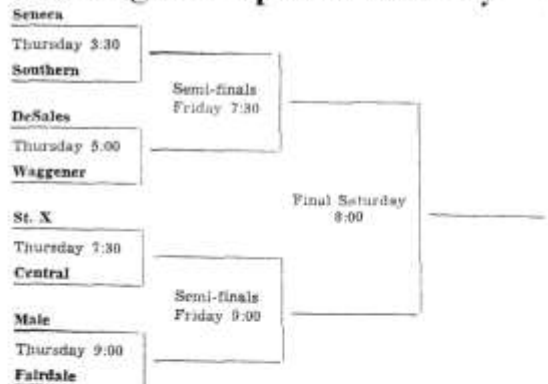 Seneca
Thursday 3:30
Southern
Semi-finals
Friday 7:30
DeSales
Thursday 5:00
Waggener
Final Saturday
8:00
St. X
Thursday 7:30
Central
Semi-finals
Friday 9:00
Male
Thursday 9:00
Fairdale